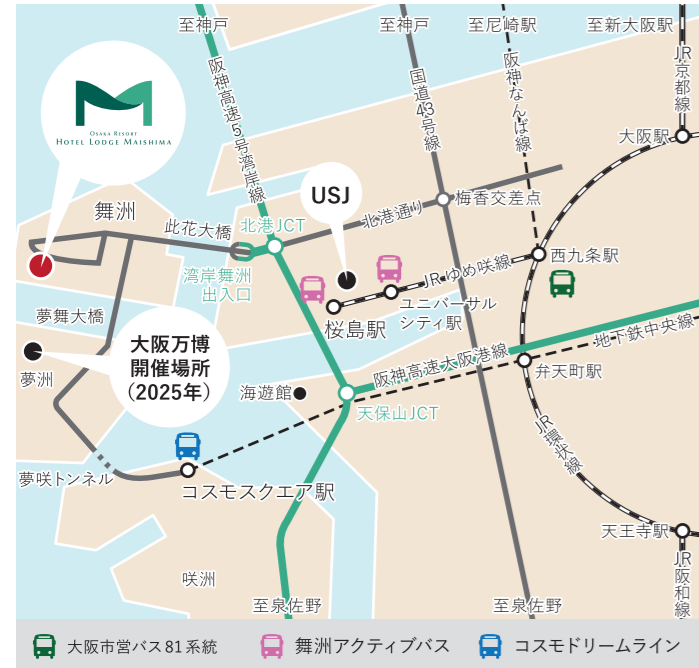 至神戸
至神戸
至尼崎駅
至新大阪駅
阪神高速5号湾岸線
国道43号線
阪神なんば線
JR京都線
大阪駅
OSAKA RESORT
HOTEL LODGE MAISHIMA
USJ
梅香交差点
北港通り
舞洲
此花大橋
北港JCT
湾岸舞洲
出入口
JRゆめ咲線
西九条駅
ユニバーサル
シティ駅
桜島駅
夢舞大橋
大阪万博
開催場所
(2025年)
夢洲
阪神高速大阪港線
地下鉄中央線
弁天町駅
海遊館
天保山JCT
JR環状線
夢咲トンネル
コスモスクエア駅
天王寺駅
JR阪和線
咲洲
至泉佐野
至泉佐野
大阪市営バス81系統
舞洲アクティブバス
コスモドリームライン